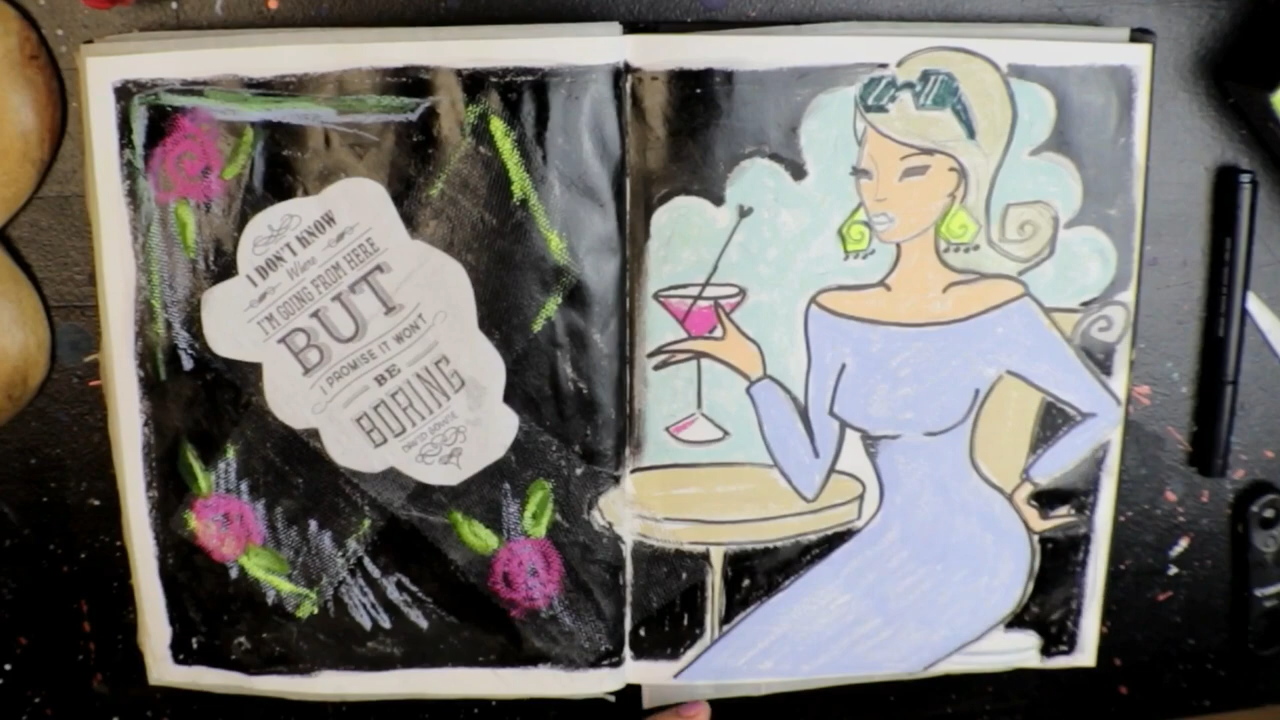 I DON'T KNOW
Where
I'M GOING FROM HERE
BUT
I PROMISE IT WON'T
BE
BORING
DAVID BOWIE